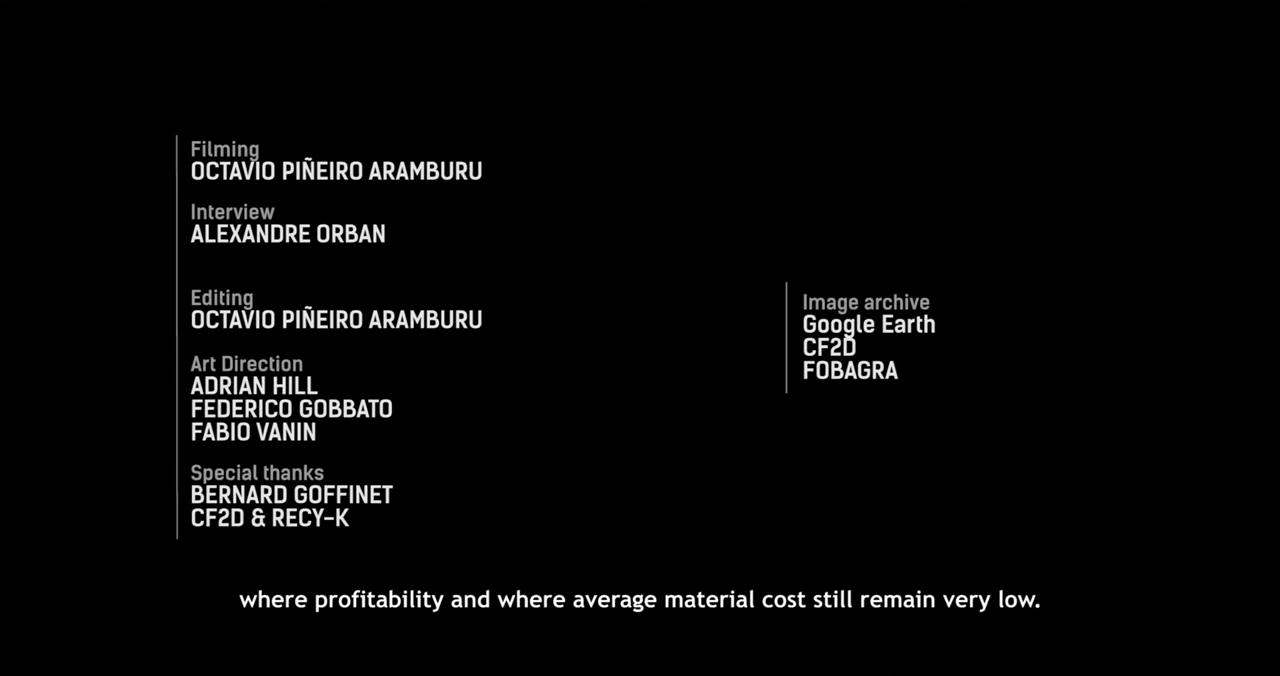 Filming
OCTAVIO PIÑEIRO ARAMBURU
Interview
ALEXANDRE ORBAN
Editing
OCTAVIO PIÑEIRO ARAMBURU
Art Direction
ADRIAN HILL
FEDERICO GOBBATO
FABIO VANIN
Special thanks
BERNARD GOFFINET
CF2D & RECY-K
Image archive
Google Earth
CF2D
FOBAGRA
where profitability and where average material cost still remain very low.